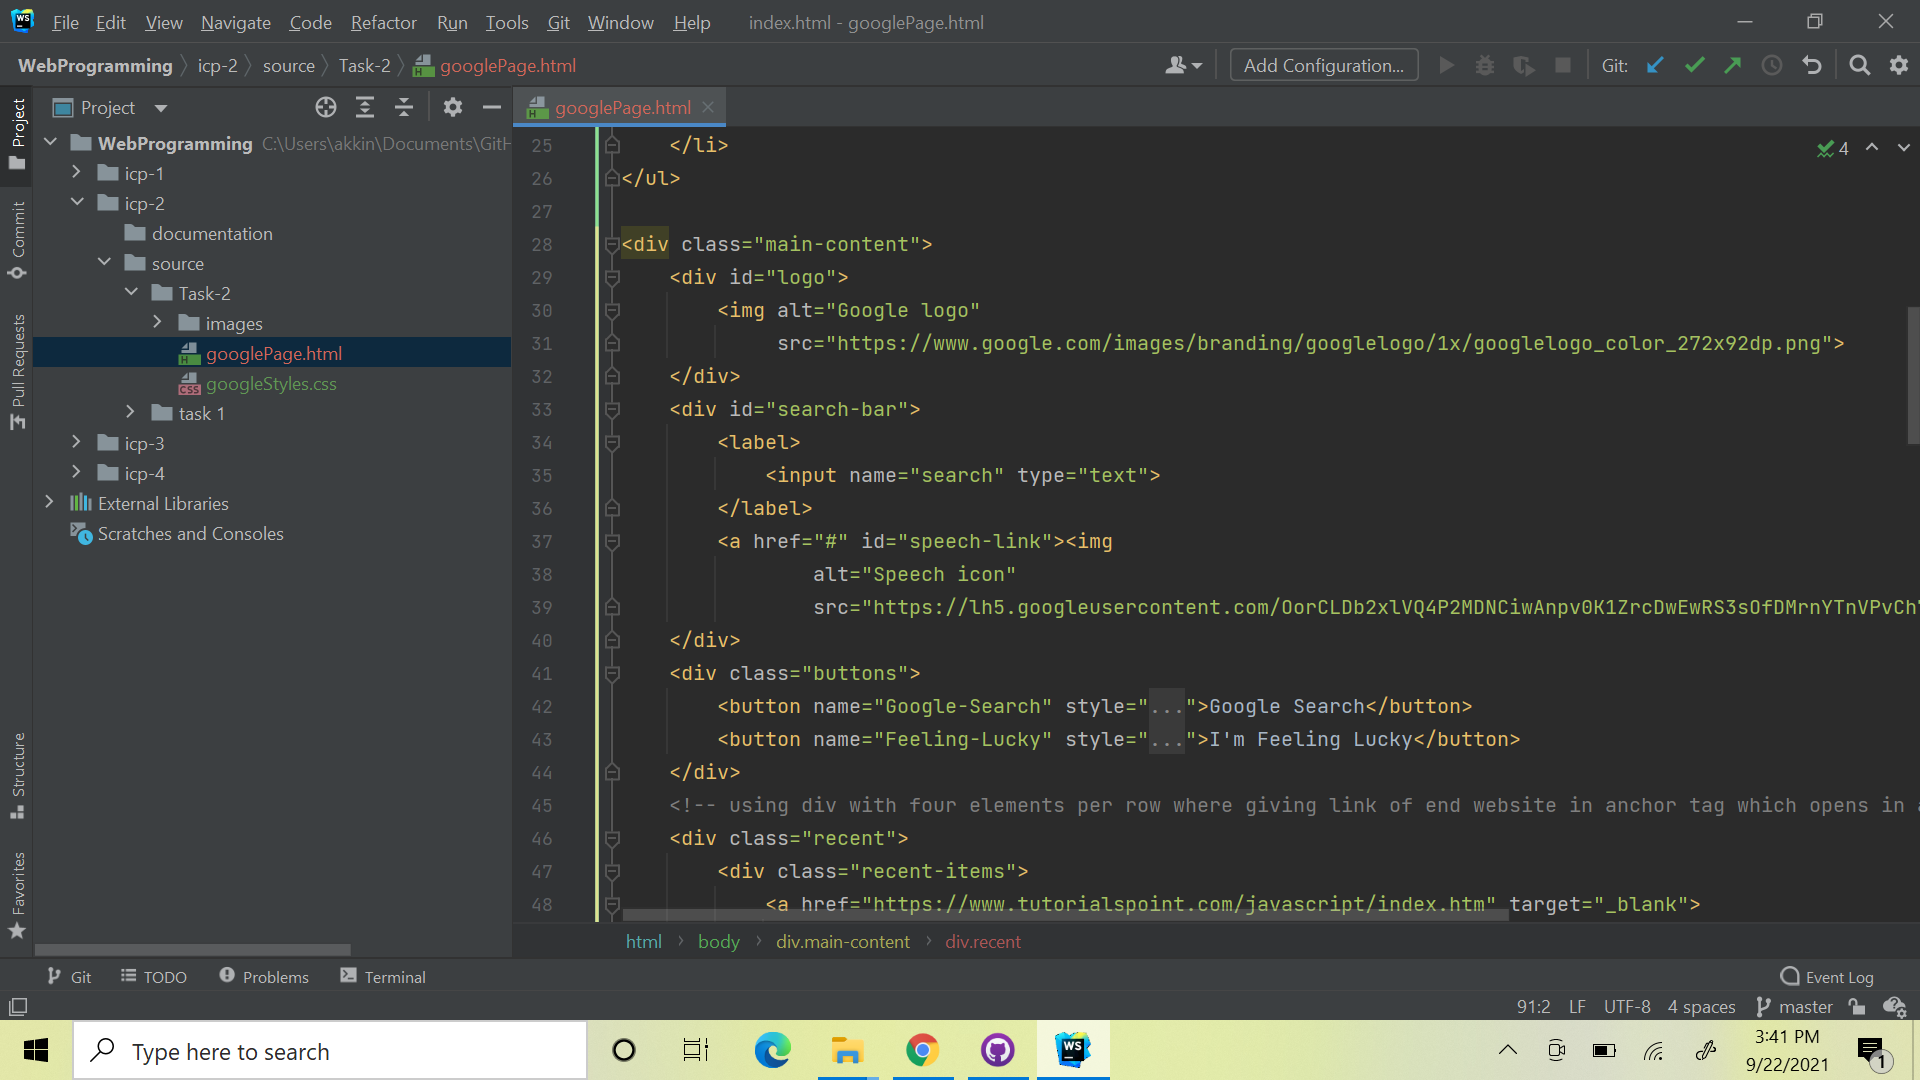 WS File Edit View Navigate Code Refactor Run Tools Git Window Help index.html - googlePage.html
WebProgramming icp-2 source Task-2 googlePage.html Add Configuration... Git:
Project
googlePage.html
WebProgramming C:\Users\akkin\Documents\GitH
icp-1
icp-2
documentation
source
Task-2
images
googlePage.html
googleStyles.css
task 1
icp-3
icp-4
External Libraries
Scratches and Consoles
Project
Commit
Pull Requests
Structure
Favorites
4
25 </li>
26 </ul>
27
28 <div class="main-content">
29 <div id="logo">
30 <img alt="Google logo"
31 src="https://www.google.com/images/branding/googlelogo/1x/googlelogo_color_272x92dp.png">
32 </div>
33 <div id="search-bar">
34 <label>
35 <input name="search" type="text">
36 </label>
37 <a href="#" id="speech-link"><img
38 alt="Speech icon"
39 src="https://lh5.googleusercontent.com/OorCLDb2xlVQ4P2MDNCiwAnpv0K1ZrcDwEwRS3sOfDMrnYTnVPvCh
40 </div>
41 <div class="buttons">
42 <button name="Google-Search" style="...">Google Search</button>
43 <button name="Feeling-Lucky" style="...">I'm Feeling Lucky</button>
44 </div>
45 <!-- using div with four elements per row where giving link of end website in anchor tag which opens in
46 <div class="recent">
47 <div class="recent-items">
48 <a href="https://www.tutorialspoint.com/javascript/index.htm" target="_blank">
html body div.main-content div.recent
Git TODO Problems Terminal Event Log
91:2 LF UTF-8 4 spaces master
Type here to search
WS
3:41 PM
9/22/2021
1